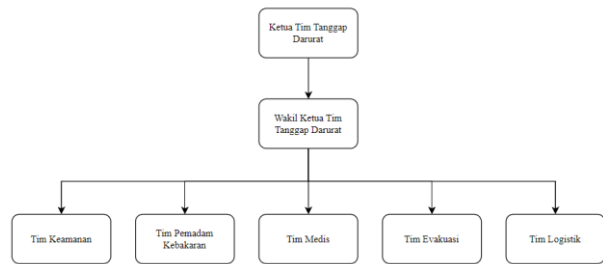 Ketua Tim Tanggap
Darurat
Wakil Ketua Tim
Tanggap Darurat
Tim Keamanan
Tim Pemadam
Kebakaran
Tim Medis
Tim Evakuasi
Tim Logistik